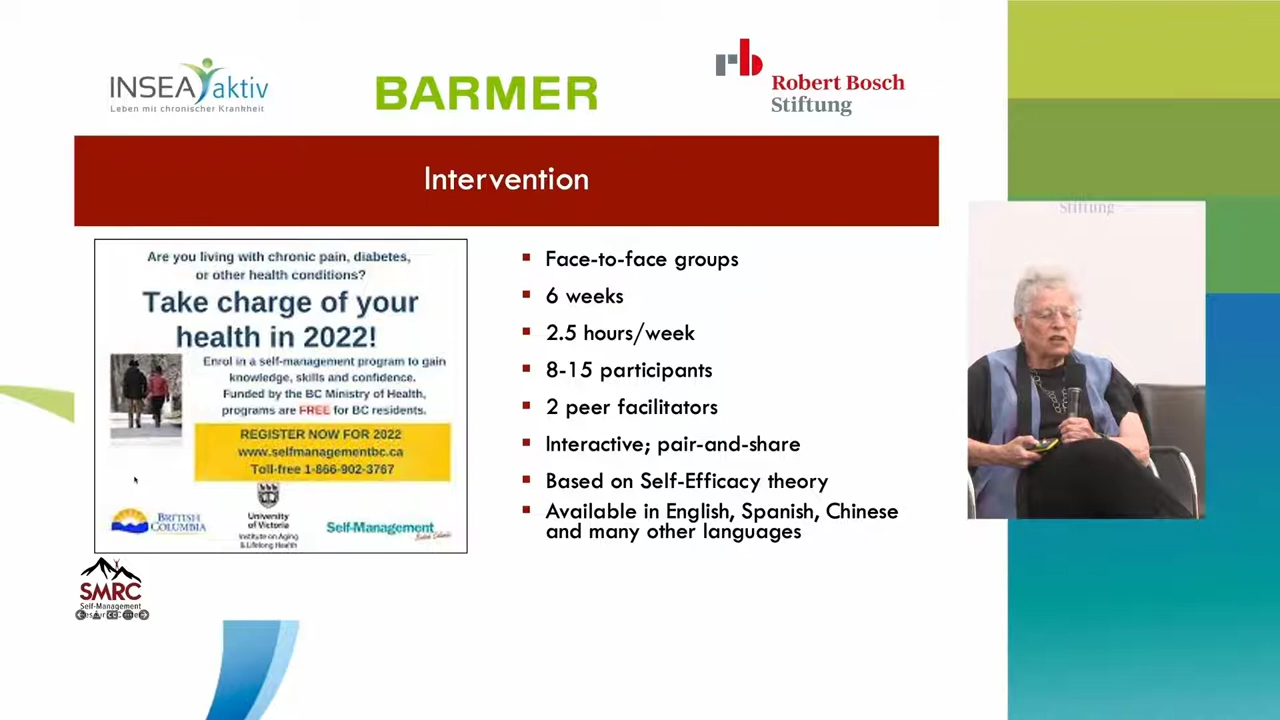 INSEA aktiv
Leben mit chronischer Krankheit
BARMER
rb
Robert Bosch
Stiftung
Intervention
Are you living with chronic pain, diabetes,
or other health conditions?
Take charge of your
health in 2022!
Enrol in a self-management program to gain
knowledge, skills and confidence.
Funded by the BC Ministry of Health,
programs are FREE for BC residents.
REGISTER NOW FOR 2022
www.selfmanagementbc.ca
Toll-free 1-866-902-3767
BRITISH
COLUMBIA
University
of Victoria
Institute on Aging
& Lifelong Health
Self-Management
British Columbia
SMRC
Self-Management
Face-to-face groups
6 weeks
2.5 hours/week
8-15 participants
2 peer facilitators
Interactive; pair-and-share
Based on Self-Efficacy theory
Available in English, Spanish, Chinese
and many other languages
Stiftung